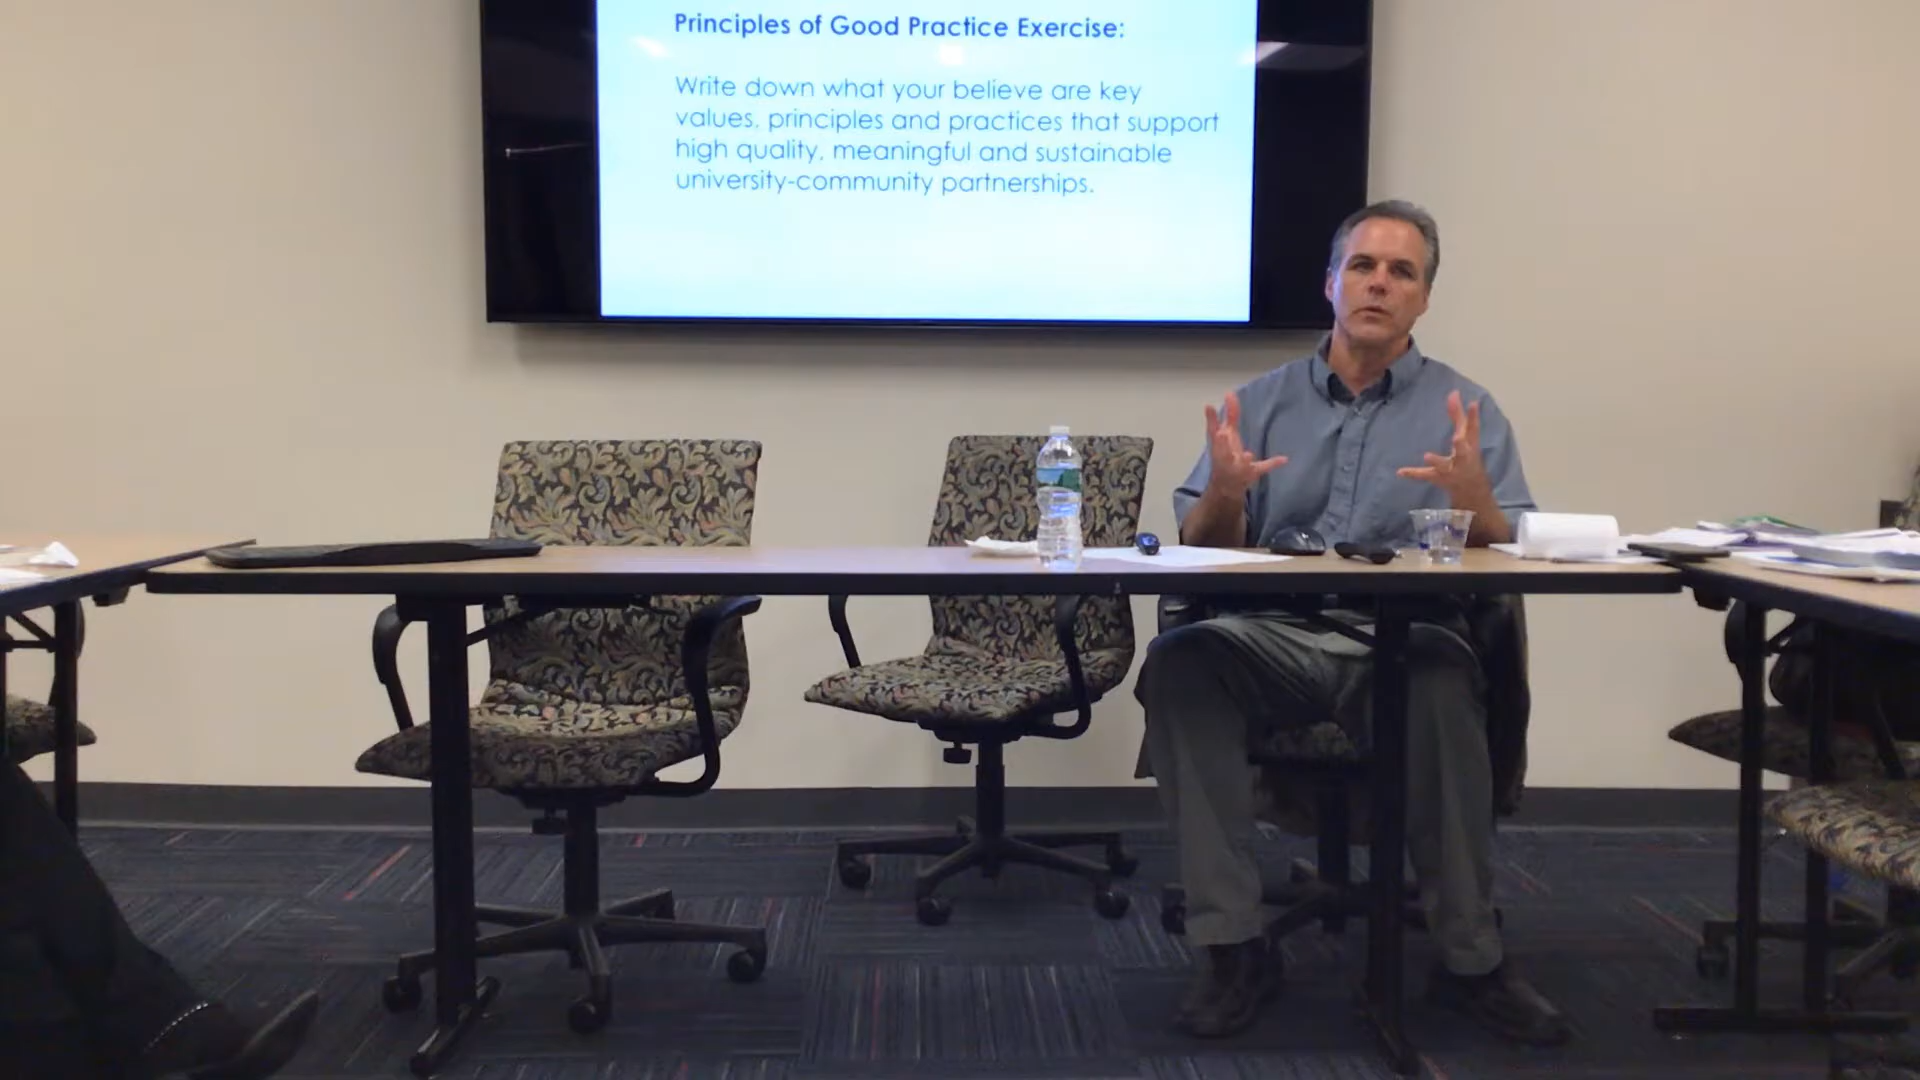 Principles of Good Practice Exercise:
Write down what your believe are key
values, principles and practices that support
high quality, meaningful and sustainable
university-community partnerships.